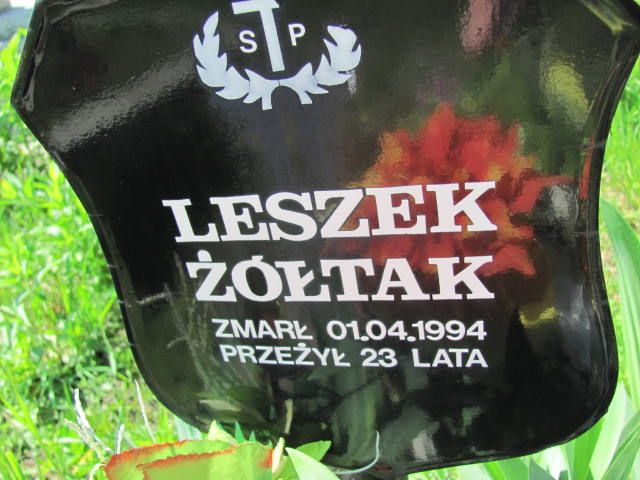 S P
LESZEK
ŻÓŁTAK
ZMARŁ 01.04.1994
PRZEŻYŁ 23 LATA